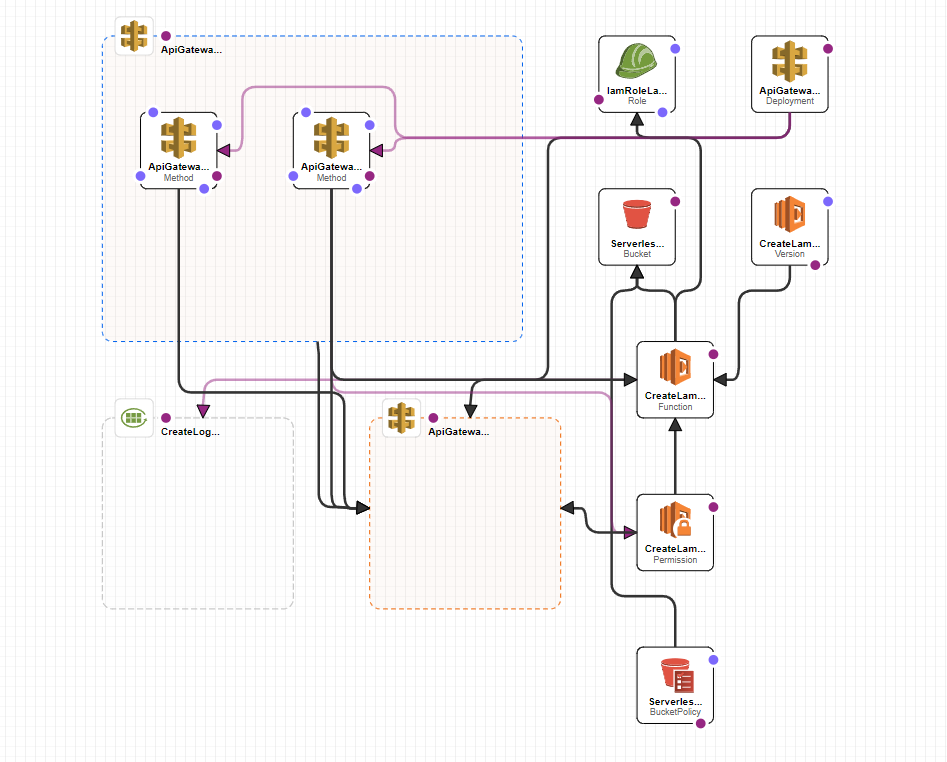 ApiGatewa...
IamRoleLa...
Role
ApiGatewa...
Deployment
ApiGatewa...
Method
ApiGatewa...
Method
Serverles...
Bucket
CreateLam...
Version
CreateLam...
Function
CreateLog...
ApiGatewa...
CreateLam...
Permission
Serverles...
BucketPolicy